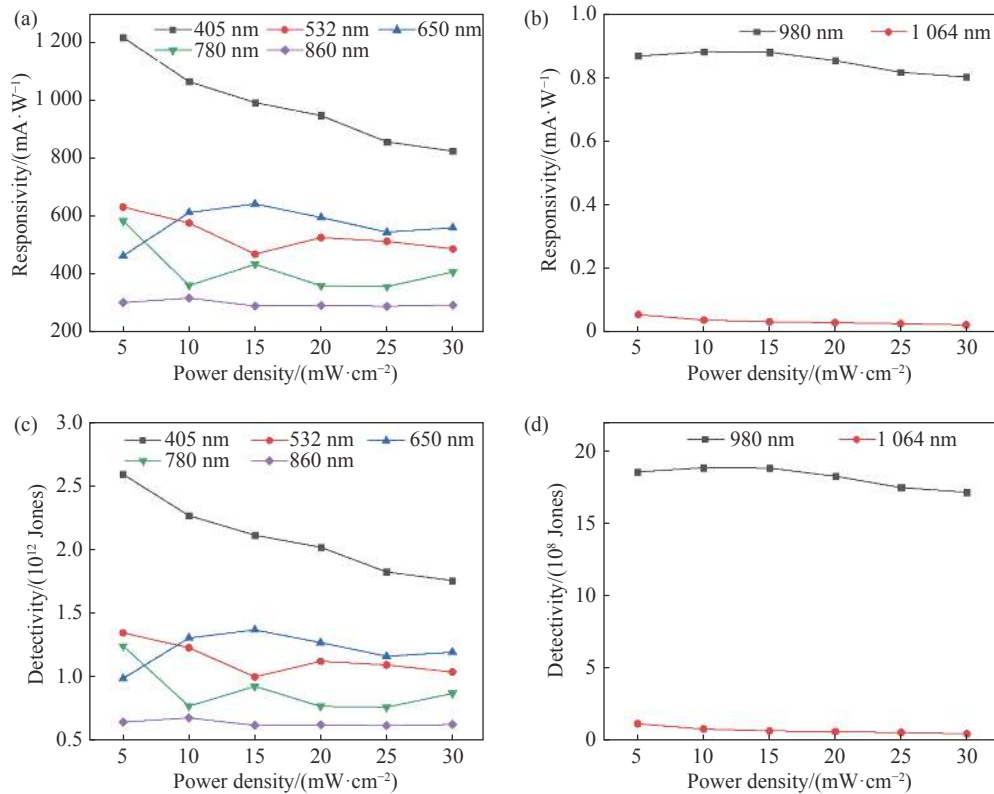 (a)
405 nm 532 nm 650 nm
780 nm 860 nm
1 200
1 000
800
600
400
200
Responsivity/(mA·W⁻¹)
5 10 15 20 25 30
Power density/(mW·cm⁻²)
(b)
980 nm 1 064 nm
1.0
0.8
0.6
0.4
0.2
0
Responsivity/(mA·W⁻¹)
5 10 15 20 25 30
Power density/(mW·cm⁻²)
(c)
405 nm 532 nm 650 nm
780 nm 860 nm
3.0
2.5
2.0
1.5
1.0
0.5
Detectivity/(10¹² Jones)
5 10 15 20 25 30
Power density/(mW·cm⁻²)
(d)
980 nm 1 064 nm
20
15
10
5
0
Detectivity/(10⁸ Jones)
5 10 15 20 25 30
Power density/(mW·cm⁻²)